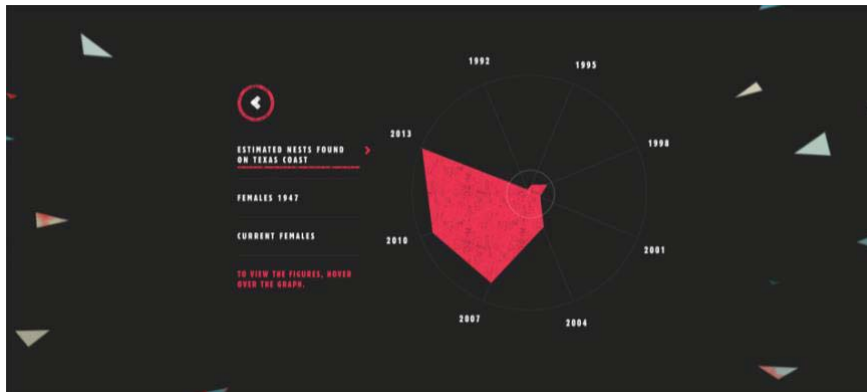 ESTIMATED NESTS FOUND
ON TEXAS COAST
FEMALES 1947
CURRENT FEMALES
TO VIEW THE FIGURES, HOVER
OVER THE GRAPH.
1992
1995
1998
2001
2004
2007
2010
2013